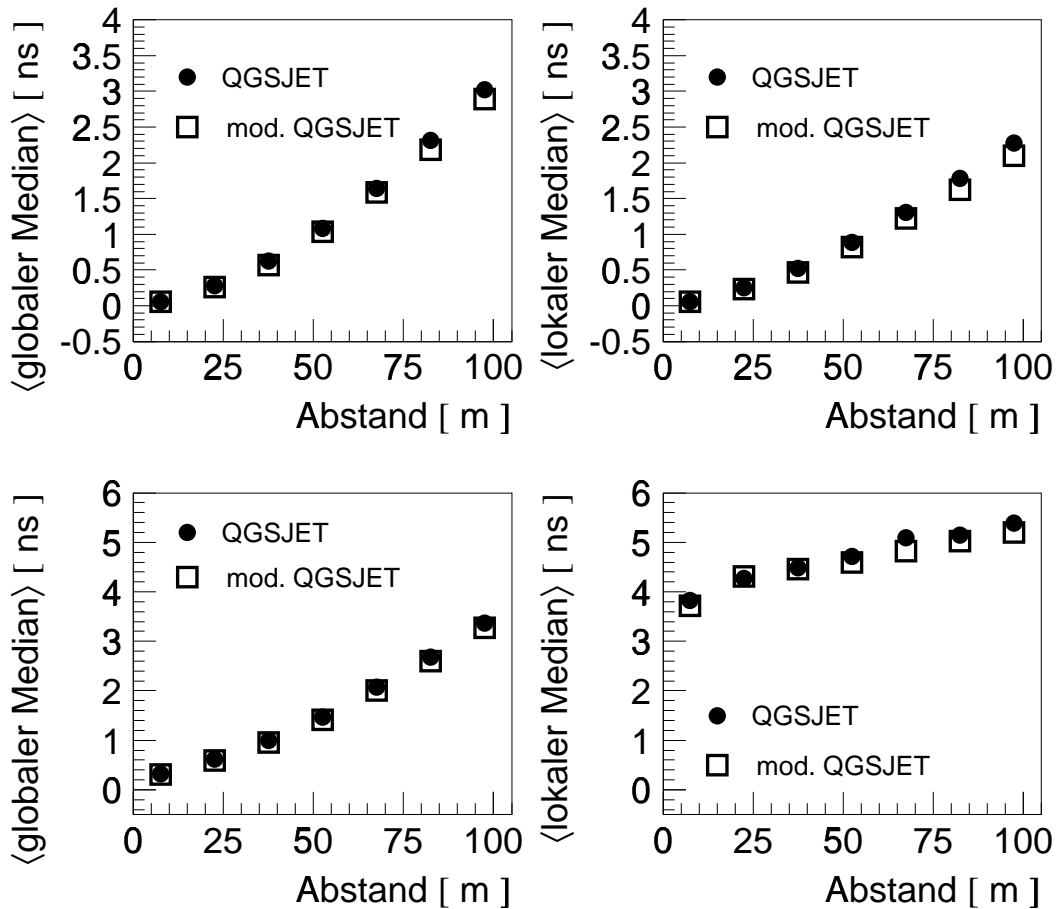 ⟨globaler Median⟩ [ ns ]
4
3.5
3
2.5
2
1.5
1
0.5
0
-0.5
QGSJET
mod. QGSJET
0 25 50 75 100
Abstand [ m ]
⟨lokaler Median⟩ [ ns ]
4
3.5
3
2.5
2
1.5
1
0.5
0
-0.5
QGSJET
mod. QGSJET
0 25 50 75 100
Abstand [ m ]
⟨globaler Median⟩ [ ns ]
6
5
4
3
2
1
0
QGSJET
mod. QGSJET
0 25 50 75 100
Abstand [ m ]
⟨lokaler Median⟩ [ ns ]
6
5
4
3
2
1
0
QGSJET
mod. QGSJET
0 25 50 75 100
Abstand [ m ]